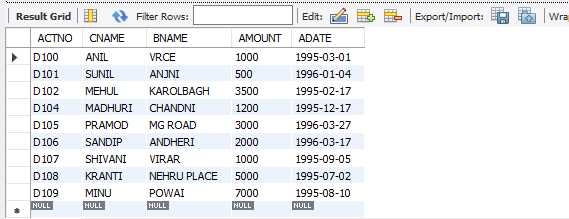 Result Grid Filter Rows: Edit: Export/Import: Wra
ACTNO CNAME BNAME AMOUNT ADATE
D100 ANIL VRCE 1000 1995-03-01
D101 SUNIL ANJNI 500 1996-01-04
D102 MEHUL KAROLBAGH 3500 1995-02-17
D104 MADHURI CHANDNI 1200 1995-12-17
D105 PRAMOD MG ROAD 3000 1996-03-27
D106 SANDIP ANDHERI 2000 1996-03-17
D107 SHIVANI VIRAR 1000 1995-09-05
D108 KRANTI NEHRU PLACE 5000 1995-07-02
D109 MINU POWAI 7000 1995-08-10
NULL NULL NULL NULL NULL